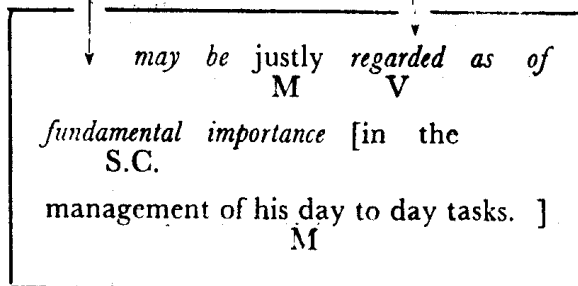 may be justly regarded as of
M V
fundamental importance [in the
S.C.
management of his day to day tasks. ]
M